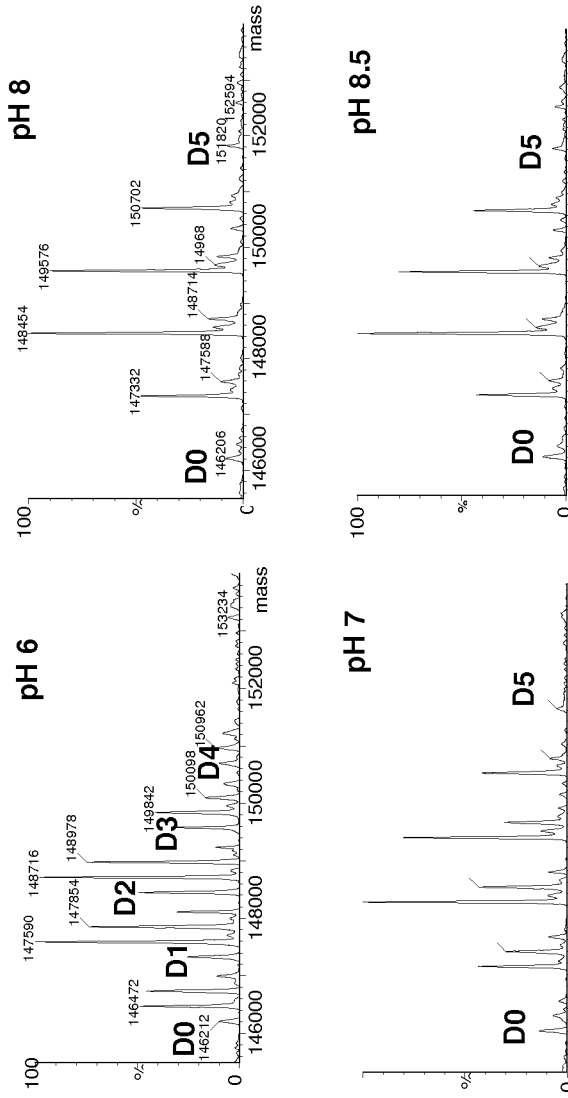 pH 6
100
%
0
D0
146212
146472
D1
147590
147854
D2
148716
148978
D3
149842
150098
D4
150962
153234
146000
148000
150000
152000
mass
pH 8
100
%
0
D0
146206
147332
147588
148454
148714
149576
14968
150702
D5
151820
152594
146000
148000
150000
152000
mass
pH 7
%
0
D0
D5
pH 8.5
100
%
0
D0
D5